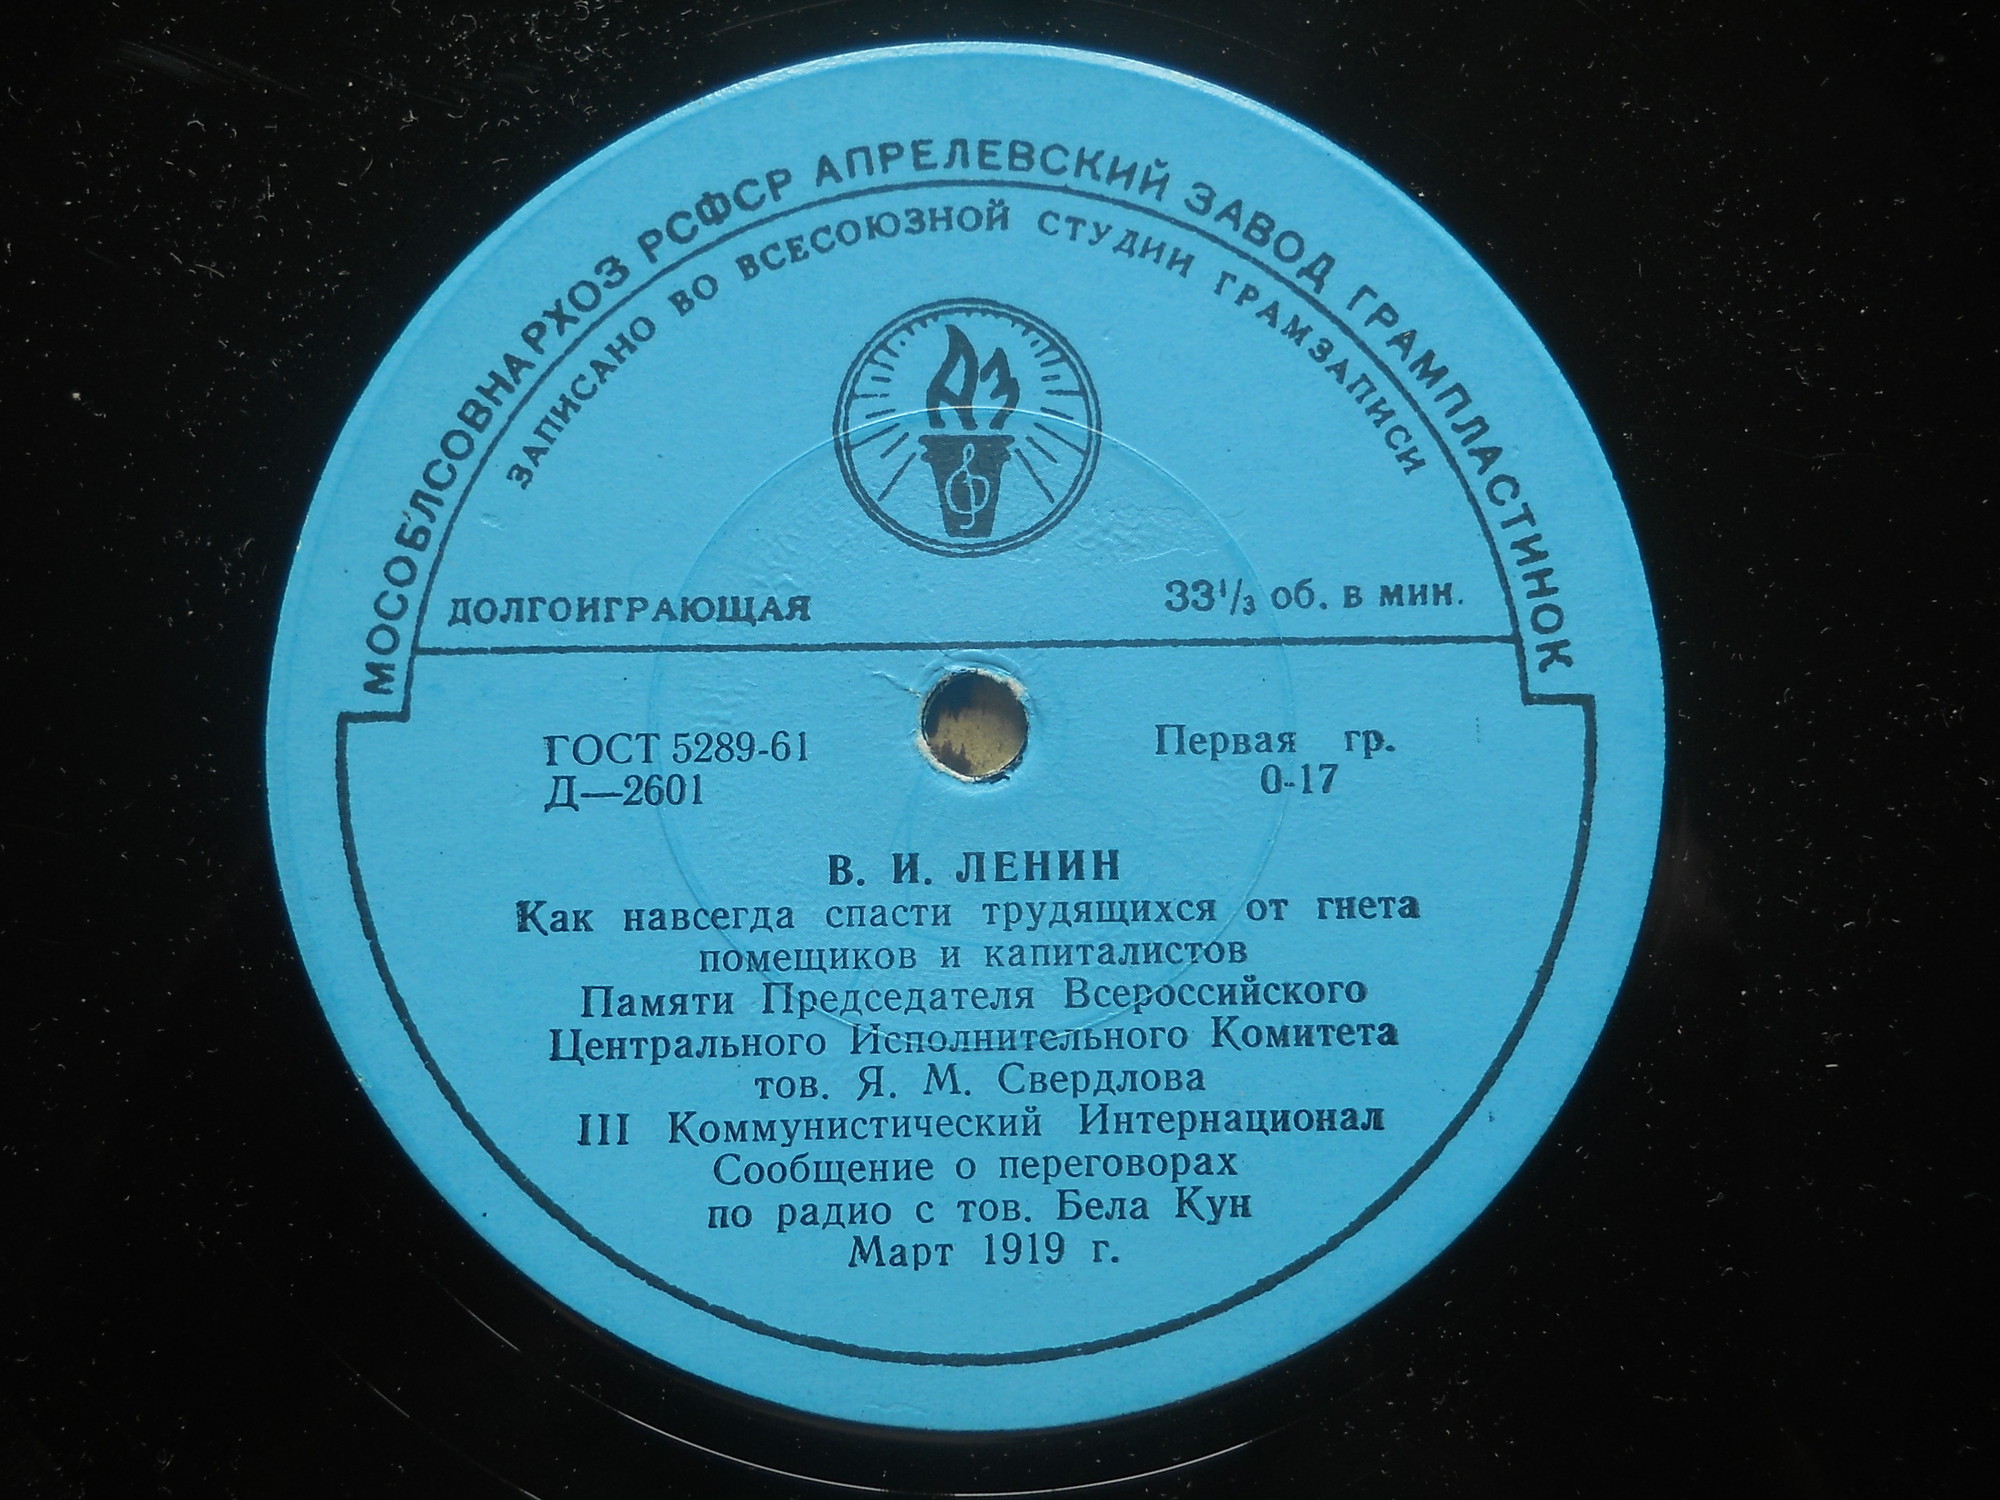 МОСОБЛСОВНАРХОЗ РСФСР АПРЕЛЕВСКИЙ ЗАВОД ГРАМПЛАСТИНОК
ЗАПИСАНО ВО ВСЕСОЮЗНОЙ СТУДИИ ГРАМЗАПИСИ
АЗ
ДОЛГОИГРАЮЩАЯ 33⅓ об. в мин.
ГОСТ 5289-61 Первая гр.
Д—2601 0-17
В. И. ЛЕНИН
Как навсегда спасти трудящихся от гнета
помещиков и капиталистов
Памяти Председателя Всероссийского
Центрального Исполнительного Комитета
тов. Я. М. Свердлова
III Коммунистический Интернационал
Сообщение о переговорах
по радио с тов. Бела Кун
Март 1919 г.